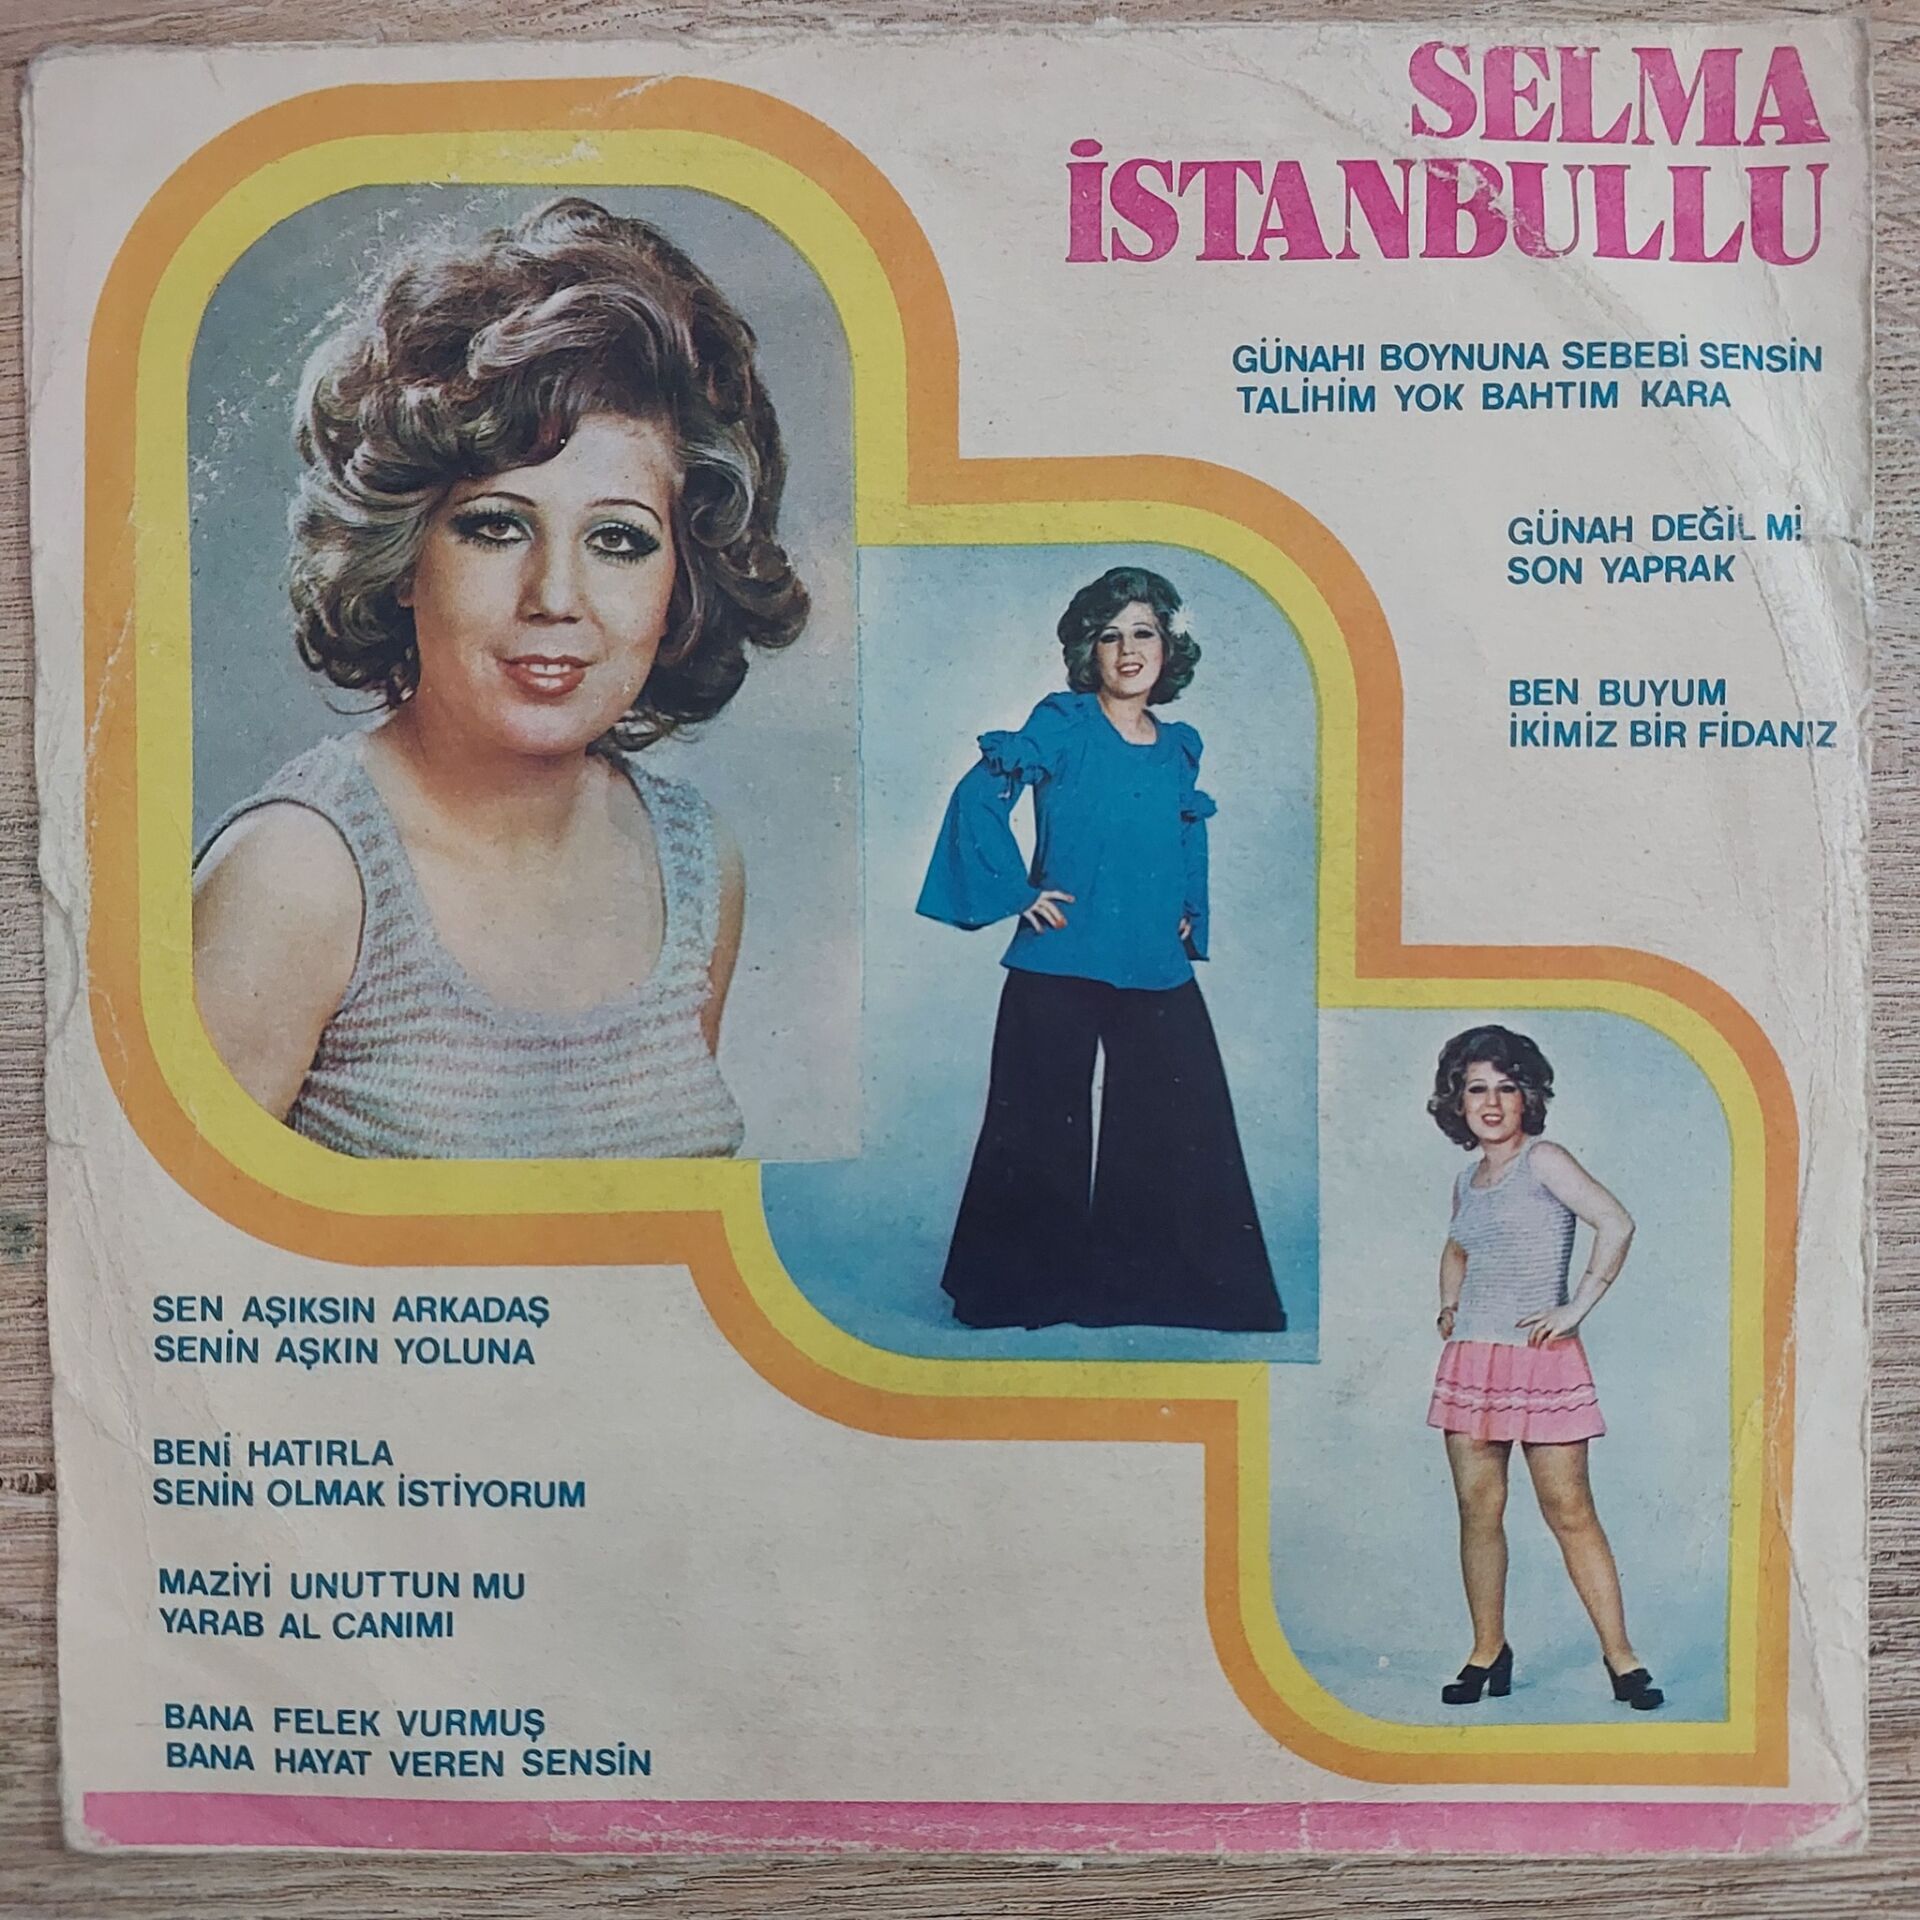 SELMA
İSTANBULLU
GÜNAHI BOYNUNA SEBEBİ SENSİN
TALİHİM YOK BAHTIM KARA
GÜNAH DEĞİL Mİ
SON YAPRAK
BEN BUYUM
İKİMİZ BİR FİDANIZ
SEN AŞIKSIN ARKADAŞ
SENİN AŞKIN YOLUNA
BENİ HATIRLA
SENİN OLMAK İSTİYORUM
MAZİYİ UNUTTUN MU
YARAB AL CANIMI
BANA FELEK VURMUŞ
BANA HAYAT VEREN SENSİN